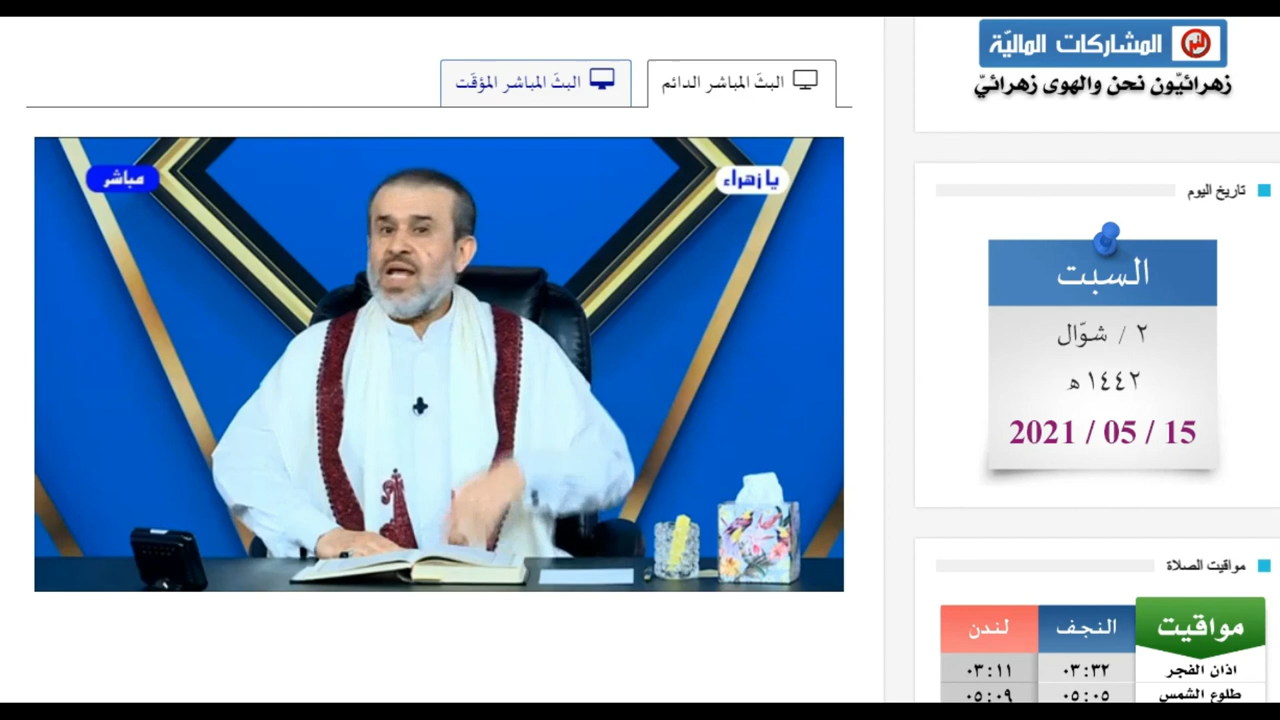 المشاركات الماليّة
زهرائيّون نحن والهوى زهرائيّ
البثّ المباشر الدائم
البثّ المباشر المؤقّت
يا زهراء
مباشر
تاريخ اليوم
السبت
٢ / شوّال
١٤٤٢ هـ
2021 / 05 / 15
مواقيت الصلاة
مواقيت النجف لندن
اذان الفجر ٠٣:٣٢ ٠٣:١١
طلوع الشمس ٠٥:٠٥ ٠٥:٠٩